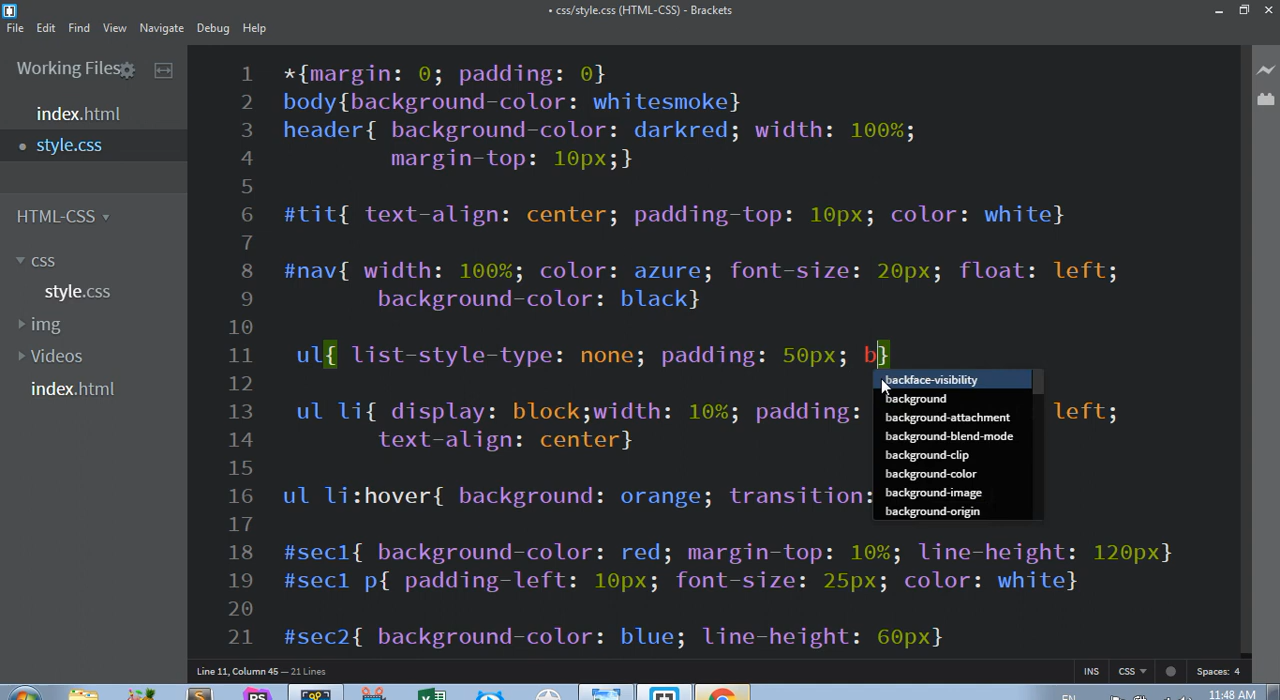 • css/style.css (HTML-CSS) - Brackets
File Edit Find View Navigate Debug Help
Working Files
index.html
• style.css
HTML-CSS
css
style.css
img
Videos
index.html
1 *{margin: 0; padding: 0}
2 body{background-color: whitesmoke}
3 header{ background-color: darkred; width: 100%;
4 margin-top: 10px;}
5
6 #tit{ text-align: center; padding-top: 10px; color: white}
7
8 #nav{ width: 100%; color: azure; font-size: 20px; float: left;
9 background-color: black}
10
11 ul{ list-style-type: none; padding: 50px; b}
12
13 ul li{ display: block;width: 10%; padding: left;
14 text-align: center}
15
16 ul li:hover{ background: orange; transition:
17
18 #sec1{ background-color: red; margin-top: 10%; line-height: 120px}
19 #sec1 p{ padding-left: 10px; font-size: 25px; color: white}
20
21 #sec2{ background-color: blue; line-height: 60px}
backface-visibility
background
background-attachment
background-blend-mode
background-clip
background-color
background-image
background-origin
Line 11, Column 45 — 21 Lines
INS CSS Spaces: 4
EN 11:48 AM